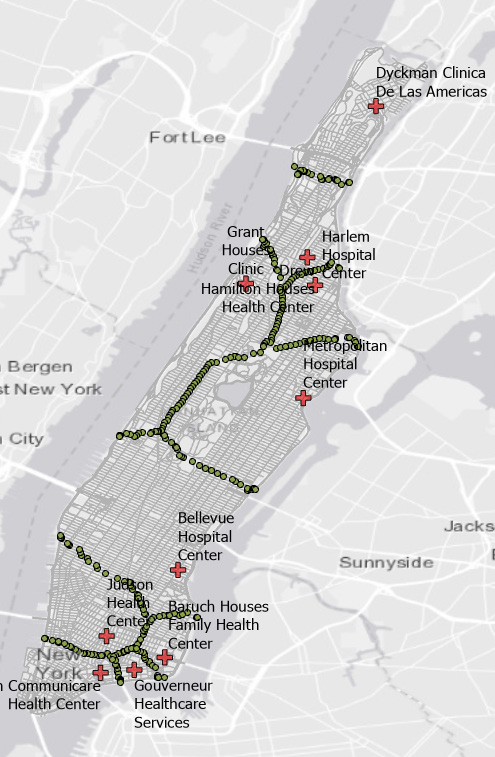 Dyckman Clinica
De Las Americas
Fort Lee
Hudson River
Grant
Houses
Clinic
Harlem
Hospital
Center
Drew
Hamilton Houses
Health Center
Metropolitan
Hospital
Center
Bergen
st New York
n City
MANHATTAN
ISLAND
Bellevue
Hospital
Center
Jacks
Sunnyside
Judson
Health
Center
Baruch Houses
Family Health
Center
New
York
n Communicare
Health Center
Gouverneur
Healthcare
Services